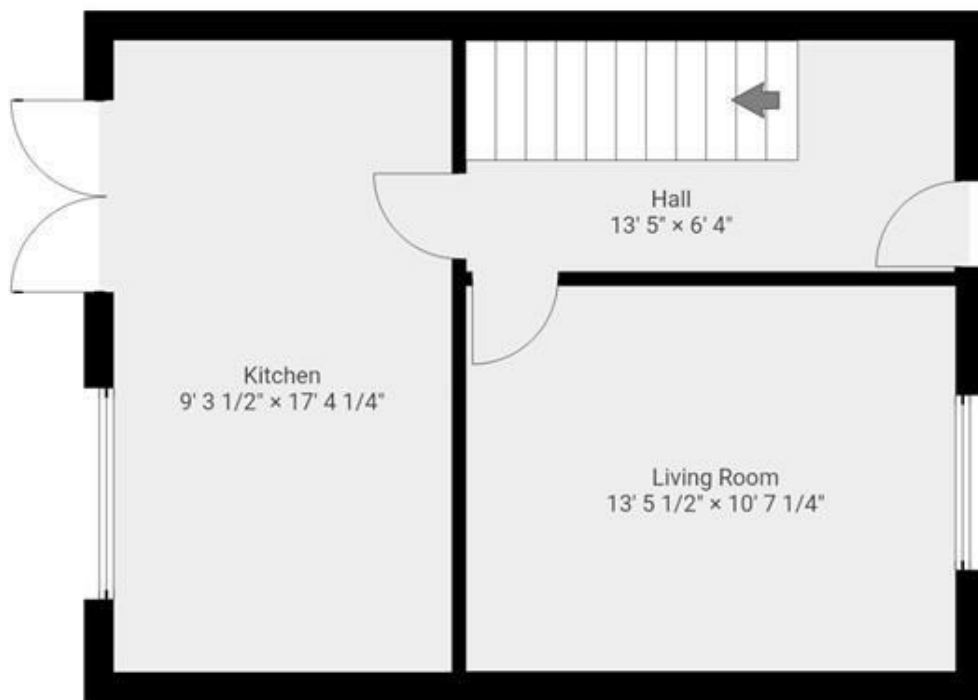 Hall
13' 5" × 6' 4"
Kitchen
9' 3 1/2" × 17' 4 1/4"
Living Room
13' 5 1/2" × 10' 7 1/4"